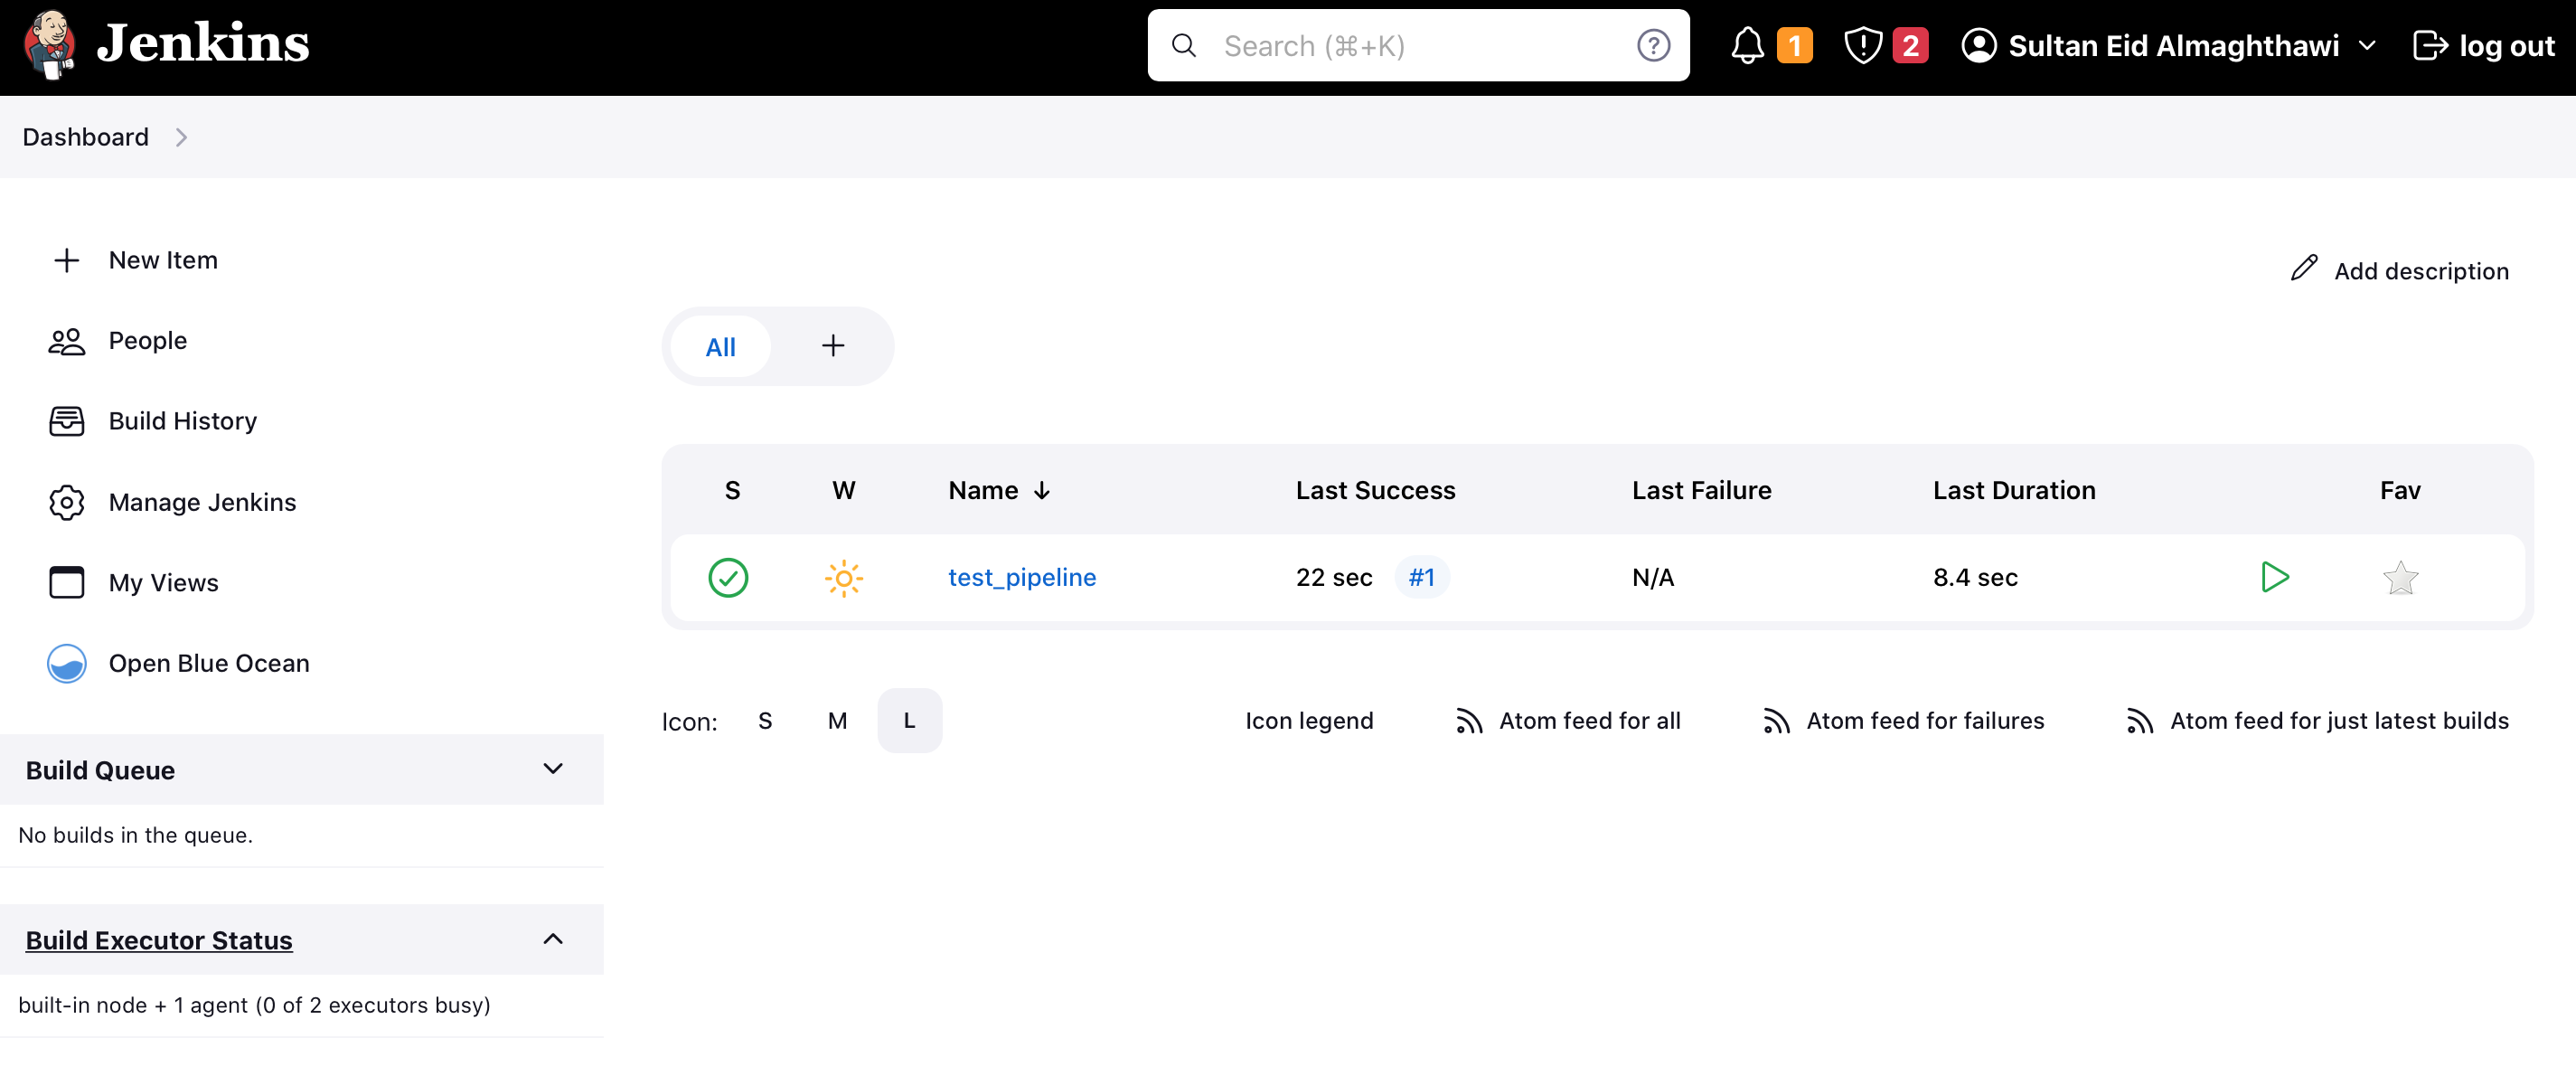 Jenkins
Search (⌘+K) ?
1
2
Sultan Eid Almaghthawi
log out
Dashboard
New Item
People
Build History
Manage Jenkins
My Views
Open Blue Ocean
Build Queue
No builds in the queue.
Build Executor Status
built-in node + 1 agent (0 of 2 executors busy)
Add description
All +
S W Name ↓ Last Success Last Failure Last Duration Fav
test_pipeline 22 sec #1 N/A 8.4 sec
Icon: S M L Icon legend Atom feed for all Atom feed for failures Atom feed for just latest builds